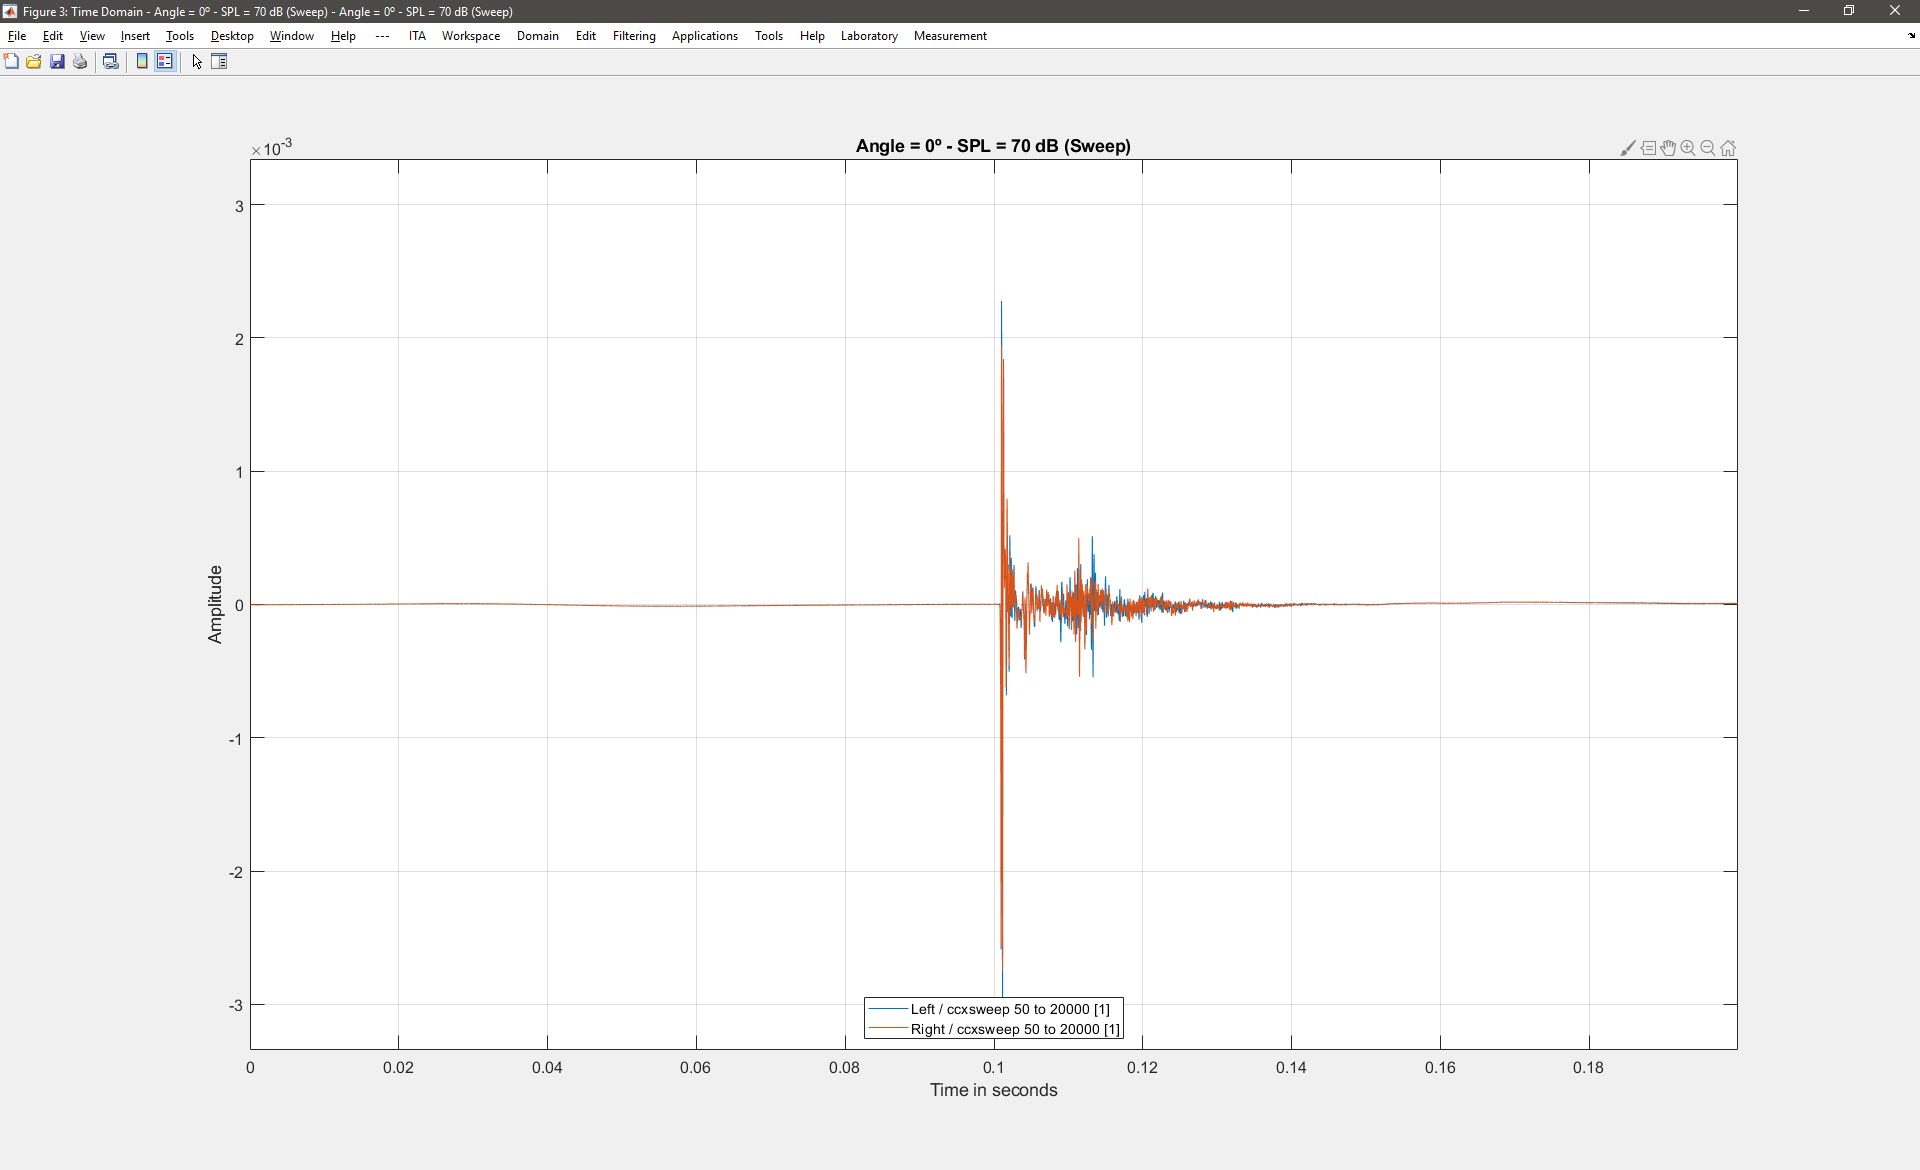 Figure 3: Time Domain - Angle = 0º - SPL = 70 dB (Sweep) - Angle = 0º - SPL = 70 dB (Sweep)
File Edit View Insert Tools Desktop Window Help --- ITA Workspace Domain Edit Filtering Applications Tools Help Laboratory Measurement
×10-3
Angle = 0º - SPL = 70 dB (Sweep)
3
2
1
0
-1
-2
-3
Amplitude
Left / ccxsweep 50 to 20000 [1]
Right / ccxsweep 50 to 20000 [1]
0 0.02 0.04 0.06 0.08 0.1 0.12 0.14 0.16 0.18
Time in seconds